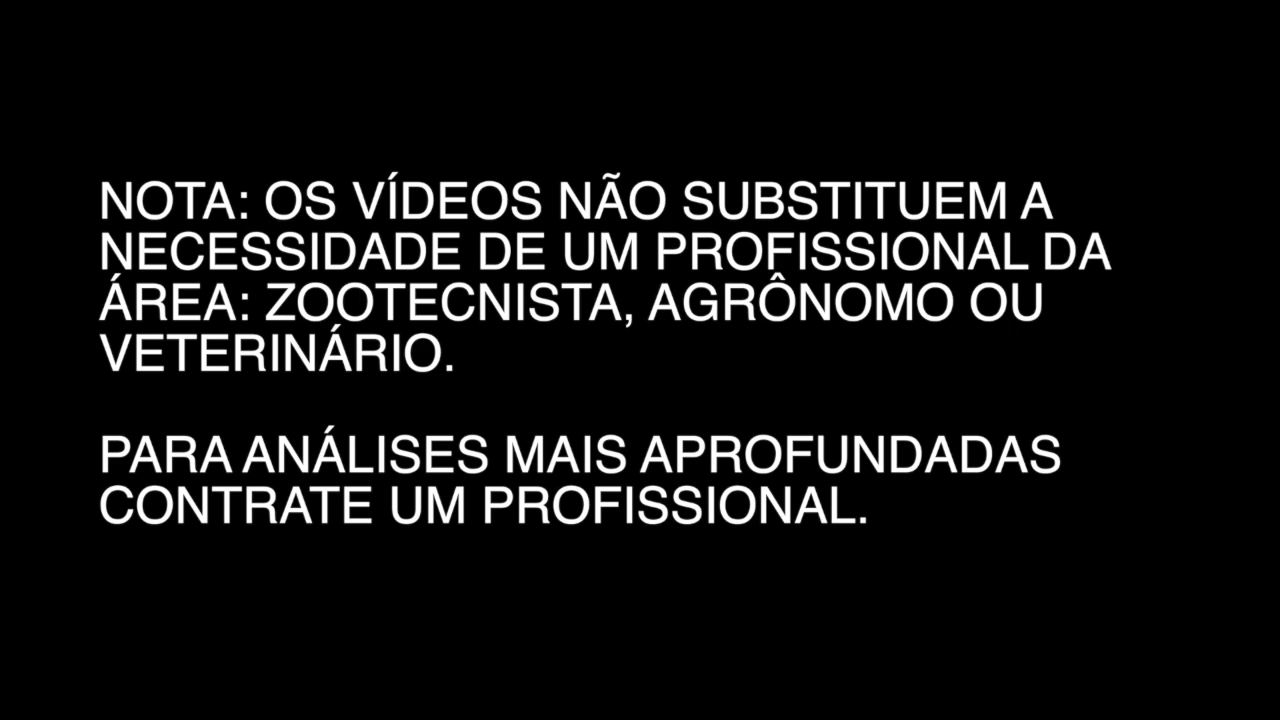 NOTA: OS VÍDEOS NÃO SUBSTITUEM A
NECESSIDADE DE UM PROFISSIONAL DA
ÁREA: ZOOTECNISTA, AGRÔNOMO OU
VETERINÁRIO.
PARA ANÁLISES MAIS APROFUNDADAS
CONTRATE UM PROFISSIONAL.